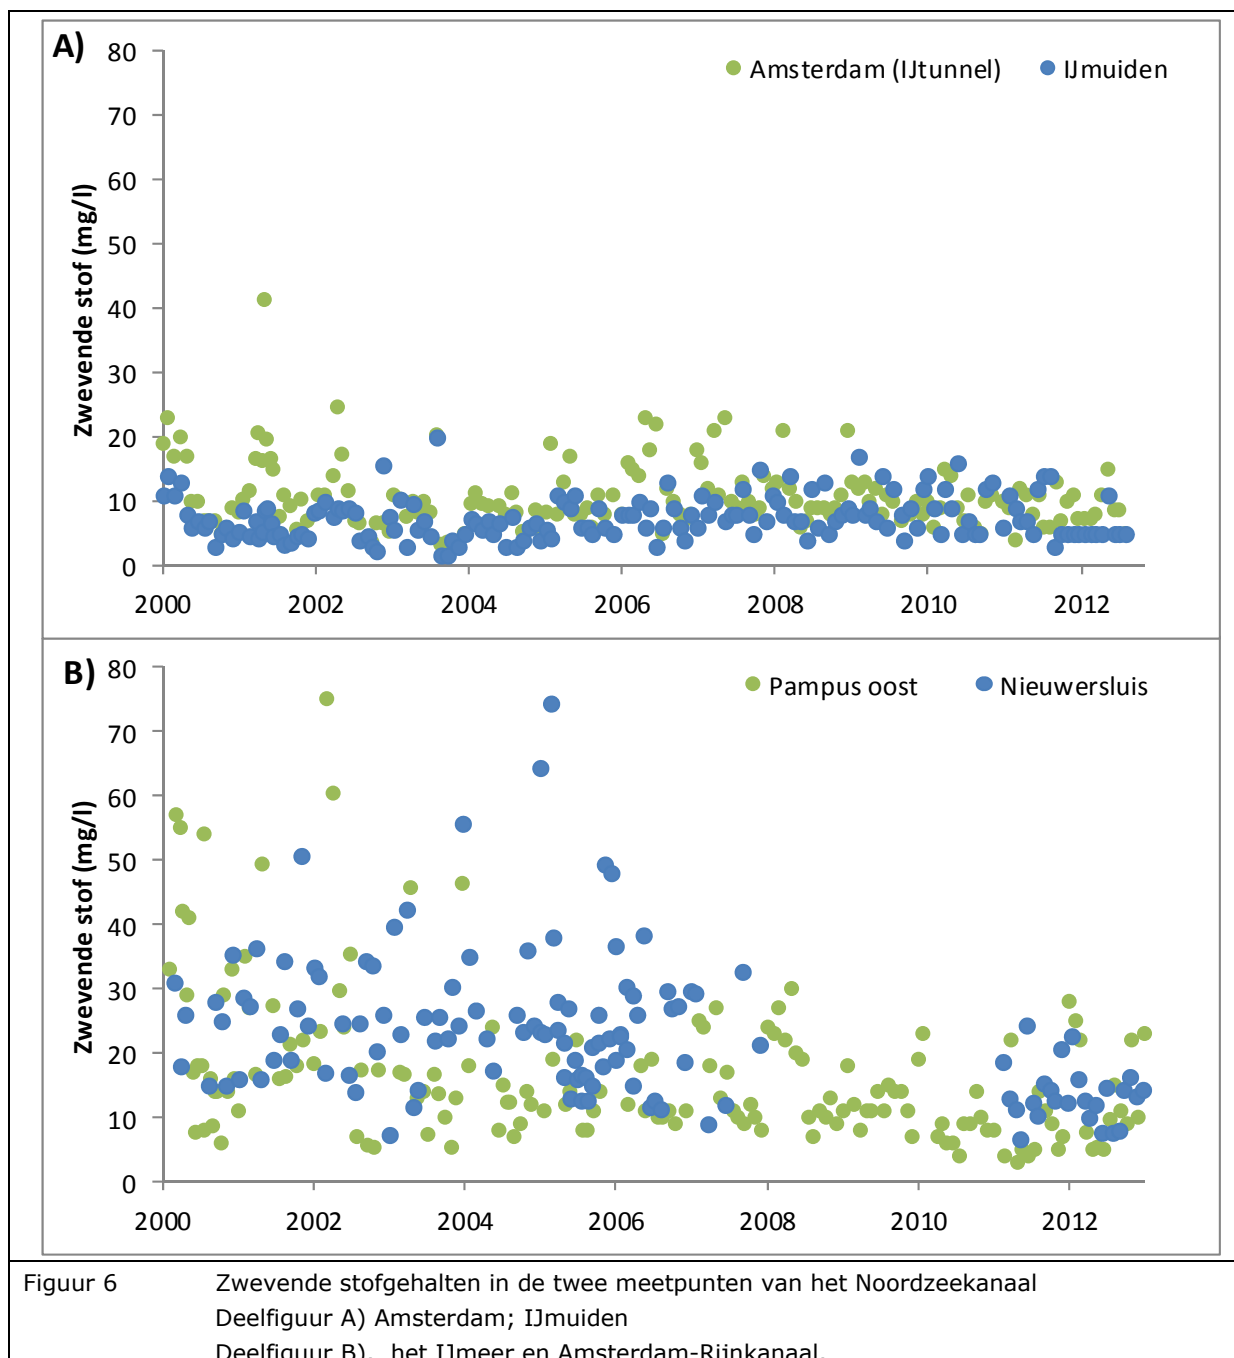 A)
Amsterdam (IJtunnel) IJmuiden
Zwevende stof (mg/l)
80
70
60
50
40
30
20
10
0
2000 2002 2004 2006 2008 2010 2012
B)
Pampus oost Nieuwersluis
Zwevende stof (mg/l)
80
70
60
50
40
30
20
10
0
2000 2002 2004 2006 2008 2010 2012
Figuur 6 Zwevende stofgehalten in de twee meetpunten van het Noordzeekanaal
Deelfiguur A) Amsterdam; IJmuiden
Deelfiguur B). het IJmeer en Amsterdam-Rijnkanaal.